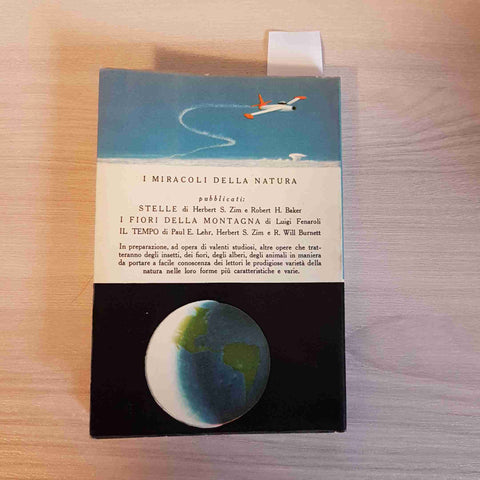 I MIRACOLI DELLA NATURA
pubblicati:
STELLE di Herbert S. Zim e Robert H. Baker
I FIORI DELLA MONTAGNA di Luigi Fenaroli
IL TEMPO di Paul E. Lehr, Herbert S. Zim e R. Will Burnett
In preparazione, ad opera di valenti studiosi, altre opere che trat-
teranno degli insetti, dei fiori, degli alberi, degli animali in maniera
da portare a facile conoscenza dei lettori le prodigiose varietà della
natura nelle loro forme più caratteristiche e varie.